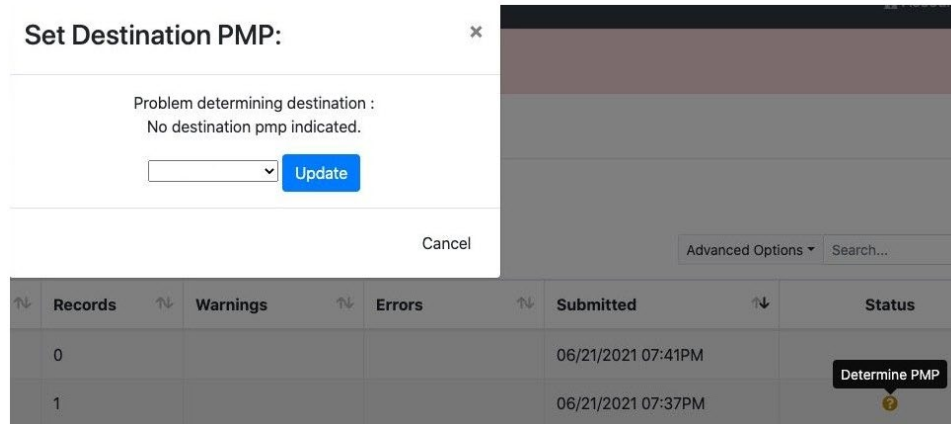 Set Destination PMP:
×
Problem determining destination :
No destination pmp indicated.
Update
Cancel
Advanced Options
Search...
Records
Warnings
Errors
Submitted
Status
0
06/21/2021 07:41PM
Determine PMP
1
06/21/2021 07:37PM
?